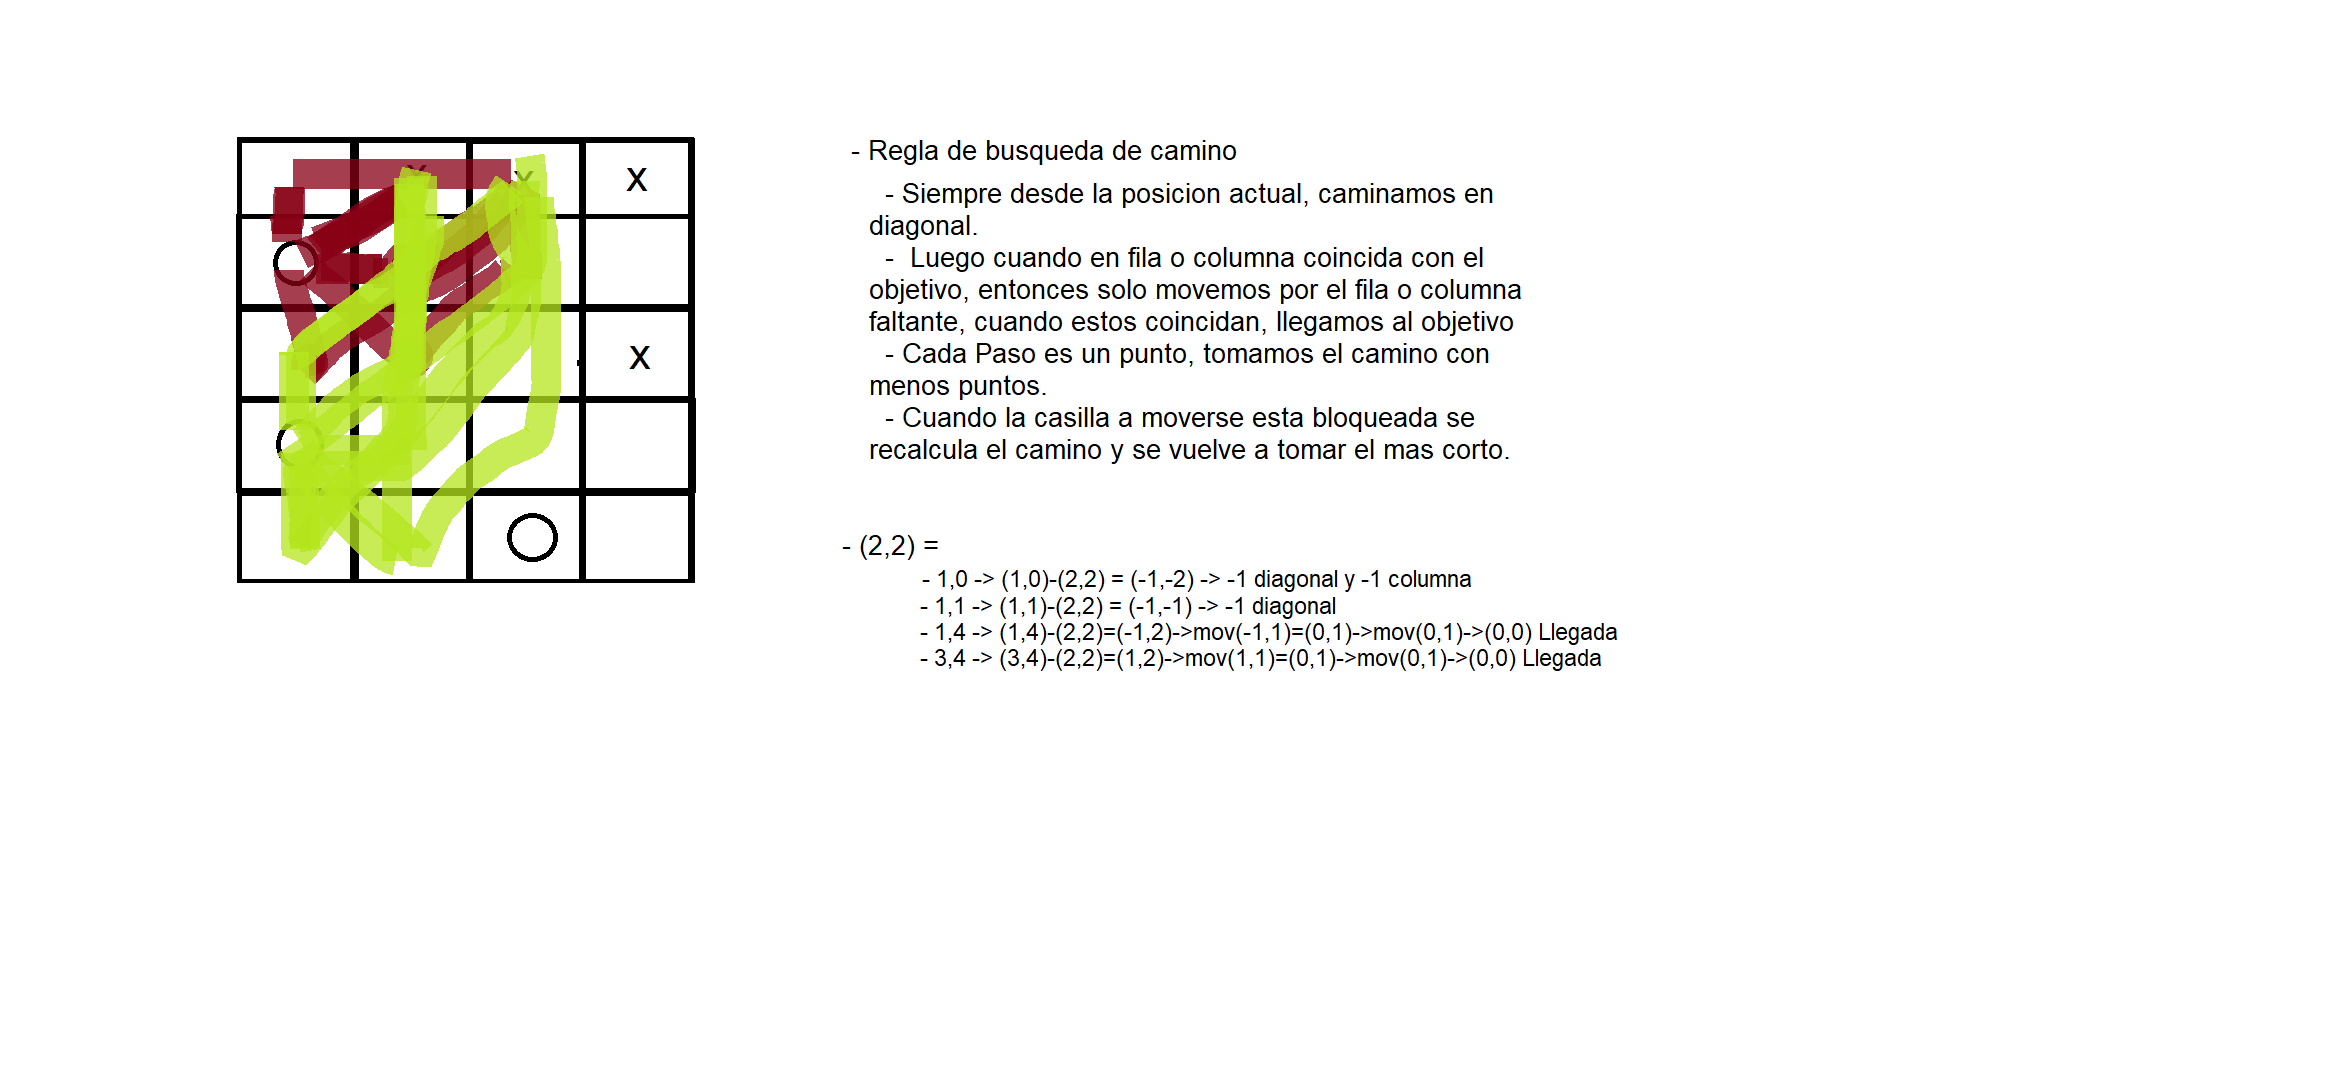 X
X
X
X
- Regla de busqueda de camino
- Siempre desde la posicion actual, caminamos en
diagonal.
- Luego cuando en fila o columna coincida con el
objetivo, entonces solo movemos por el fila o columna
faltante, cuando estos coincidan, llegamos al objetivo
- Cada Paso es un punto, tomamos el camino con
menos puntos.
- Cuando la casilla a moverse esta bloqueada se
recalcula el camino y se vuelve a tomar el mas corto.
- (2,2) =
- 1,0 -> (1,0)-(2,2) = (-1,-2) -> -1 diagonal y -1 columna
- 1,1 -> (1,1)-(2,2) = (-1,-1) -> -1 diagonal
- 1,4 -> (1,4)-(2,2)=(-1,2)->mov(-1,1)=(0,1)->mov(0,1)->(0,0) Llegada
- 3,4 -> (3,4)-(2,2)=(1,2)->mov(1,1)=(0,1)->mov(0,1)->(0,0) Llegada